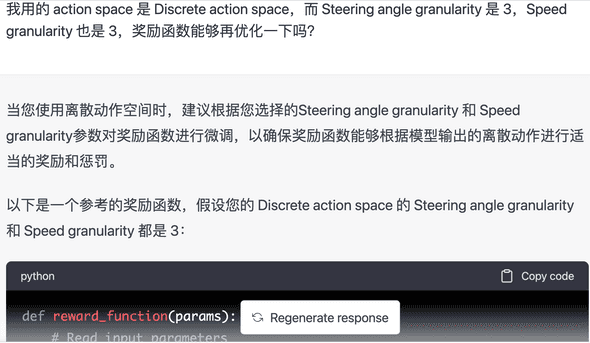 我用的 action space 是 Discrete action space，而 Steering angle granularity 是 3，Speed
granularity 也是 3，奖励函数能够再优化一下吗?
当您使用离散动作空间时，建议根据您选择的Steering angle granularity 和 Speed
granularity参数对奖励函数进行微调，以确保奖励函数能够根据模型输出的离散动作进行适
当的奖励和惩罚。
以下是一个参考的奖励函数，假设您的 Discrete action space 的 Steering angle granularity
和 Speed granularity 都是 3：
python
Copy code
def reward_function(params):
Regenerate response
# Read input parameters